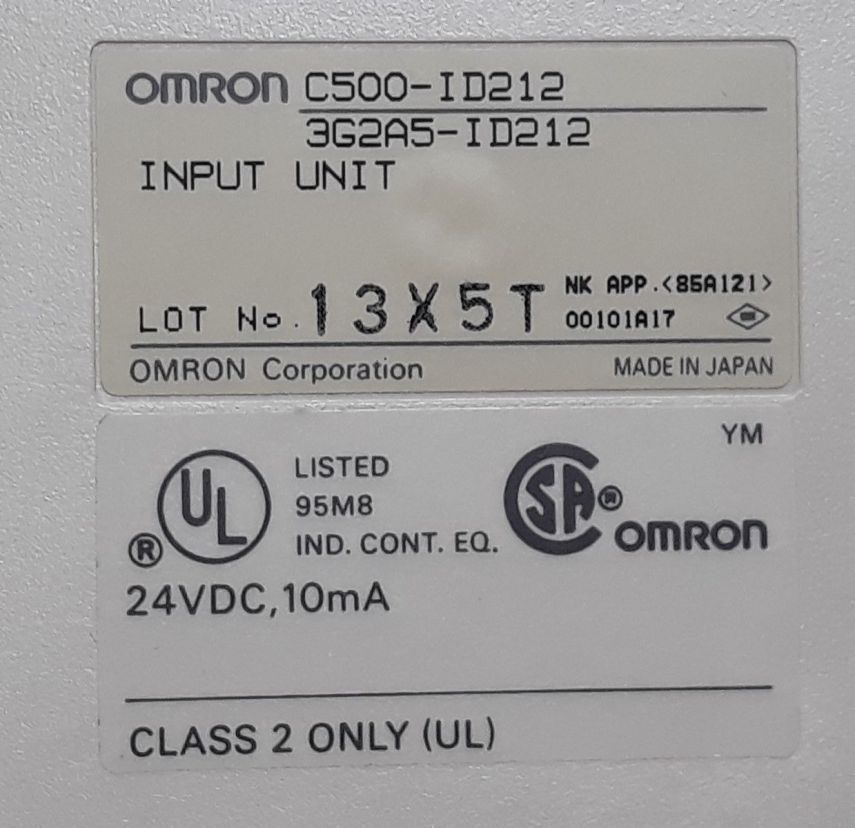 OMRON C500-ID212
3G2A5-ID212
INPUT UNIT
NK APP.<85A121>
LOT No. 13X5T 00101A17
OMRON Corporation MADE IN JAPAN
YM
UL LISTED
95M8
IND. CONT. EQ.
®
SA ® OMRON
24VDC,10mA
CLASS 2 ONLY (UL)